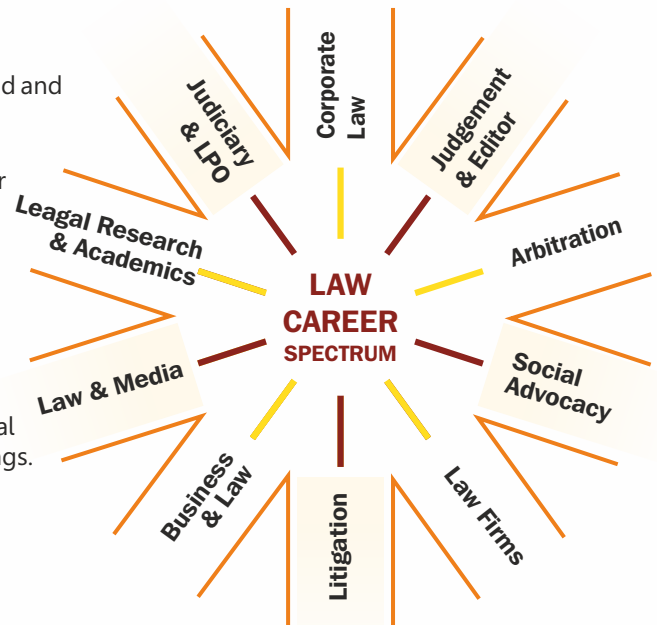 d and
r
al
gs.
LAW
CAREER
SPECTRUM
Corporate
Law
Judgement
& Editor
Arbitration
Social
Advocacy
Law Firms
Litigation
Business
& Law
Law & Media
Leagal Research
& Academics
Judiciary
& LPO